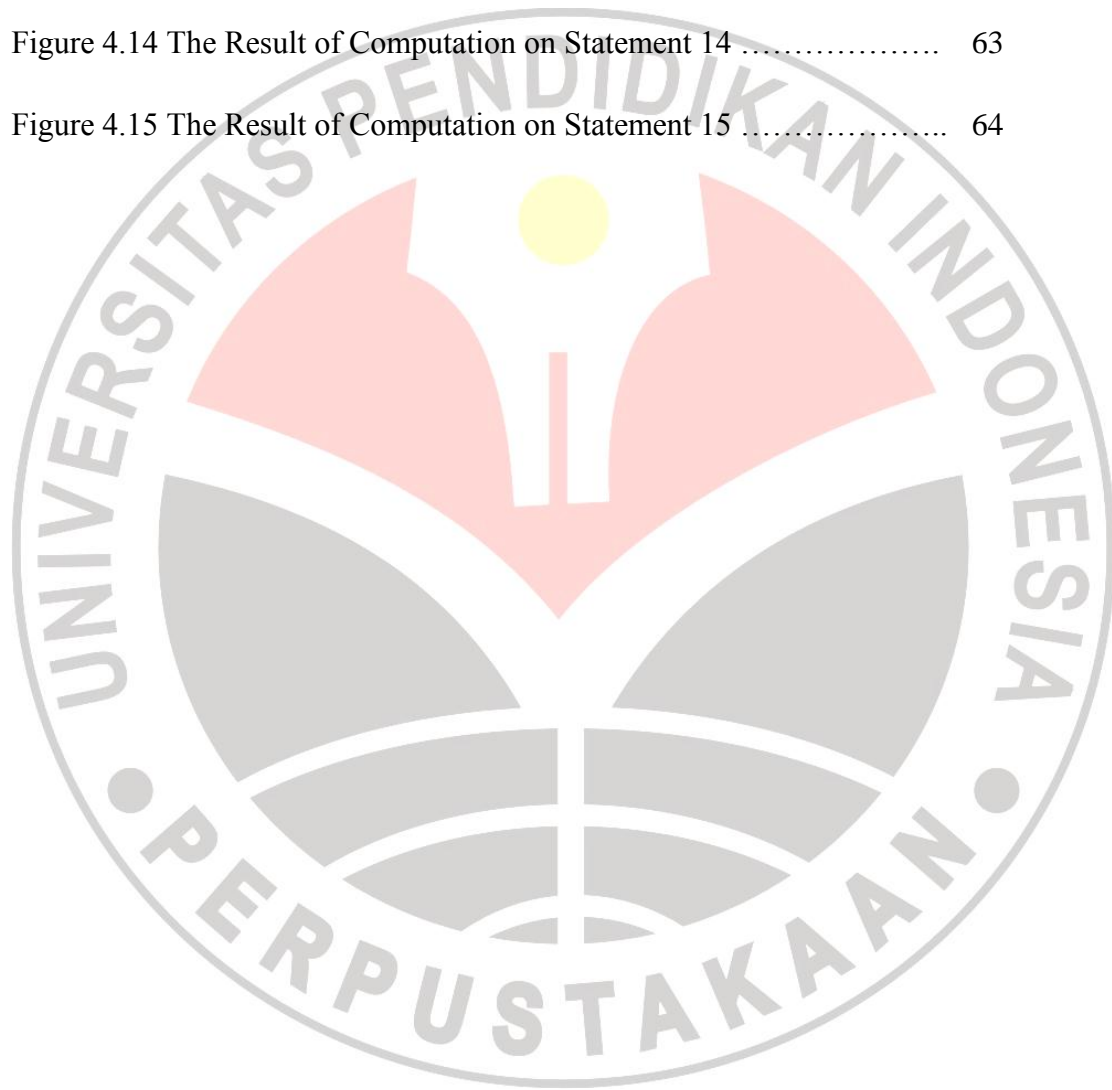 Figure 4.14 The Result of Computation on Statement 14 ………………. 63
Figure 4.15 The Result of Computation on Statement 15 ……………….. 64
UNIVERSITAS PENDIDIKAN INDONESIA
PERPUSTAKAAN